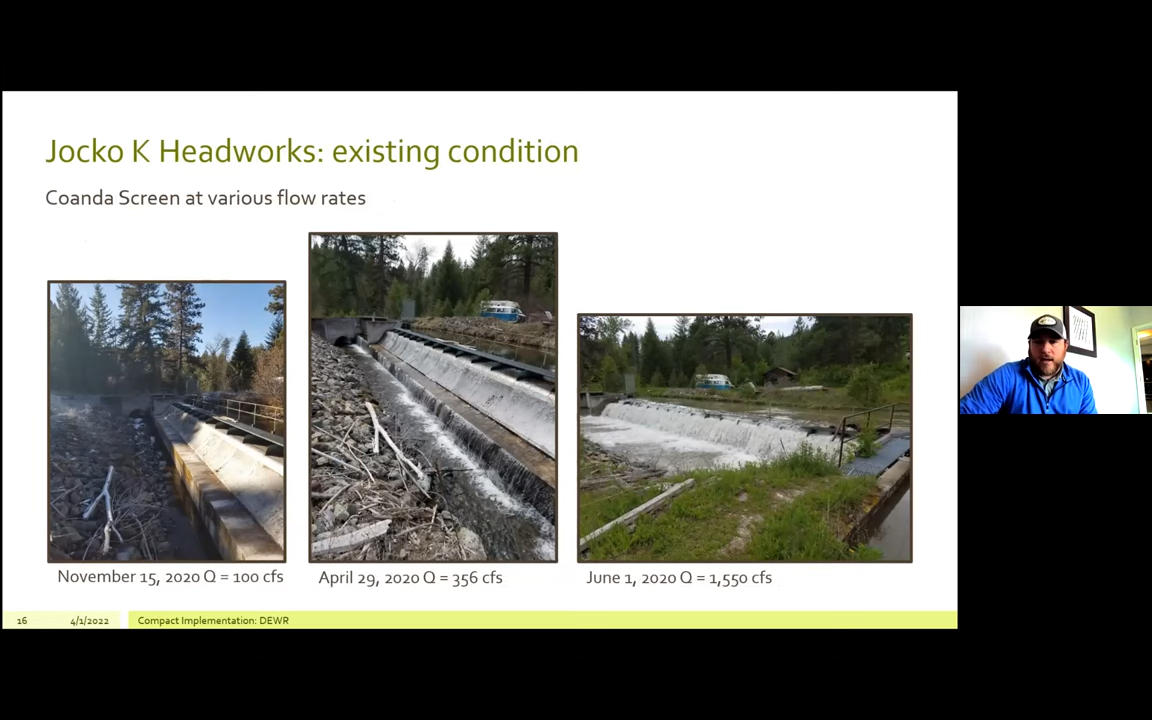 Jocko K Headworks: existing condition
Coanda Screen at various flow rates
November 15, 2020 Q = 100 cfs
April 29, 2020 Q = 356 cfs
June 1, 2020 Q = 1,550 cfs
16 4/1/2022 Compact Implementation: DEWR